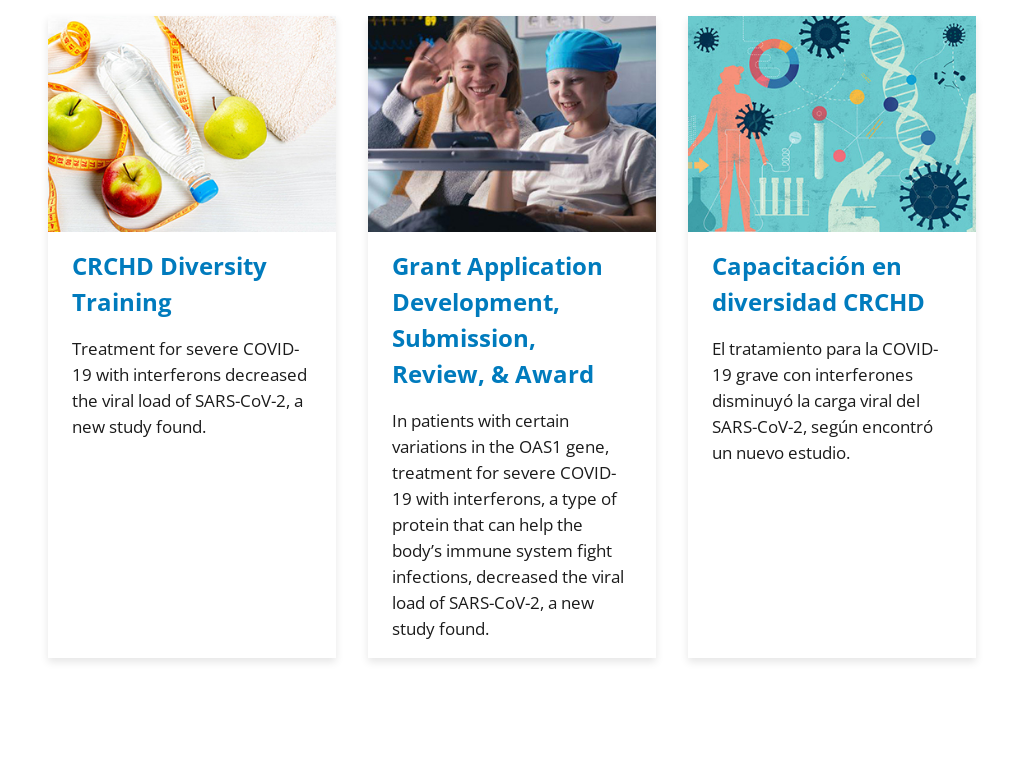 CRCHD Diversity
Training
Treatment for severe COVID-
19 with interferons decreased
the viral load of SARS-CoV-2, a
new study found.
Grant Application
Development,
Submission,
Review, & Award
In patients with certain
variations in the OAS1 gene,
treatment for severe COVID-
19 with interferons, a type of
protein that can help the
body’s immune system fight
infections, decreased the viral
load of SARS-CoV-2, a new
study found.
Capacitación en
diversidad CRCHD
El tratamiento para la COVID-
19 grave con interferones
disminuyó la carga viral del
SARS-CoV-2, según encontró
un nuevo estudio.